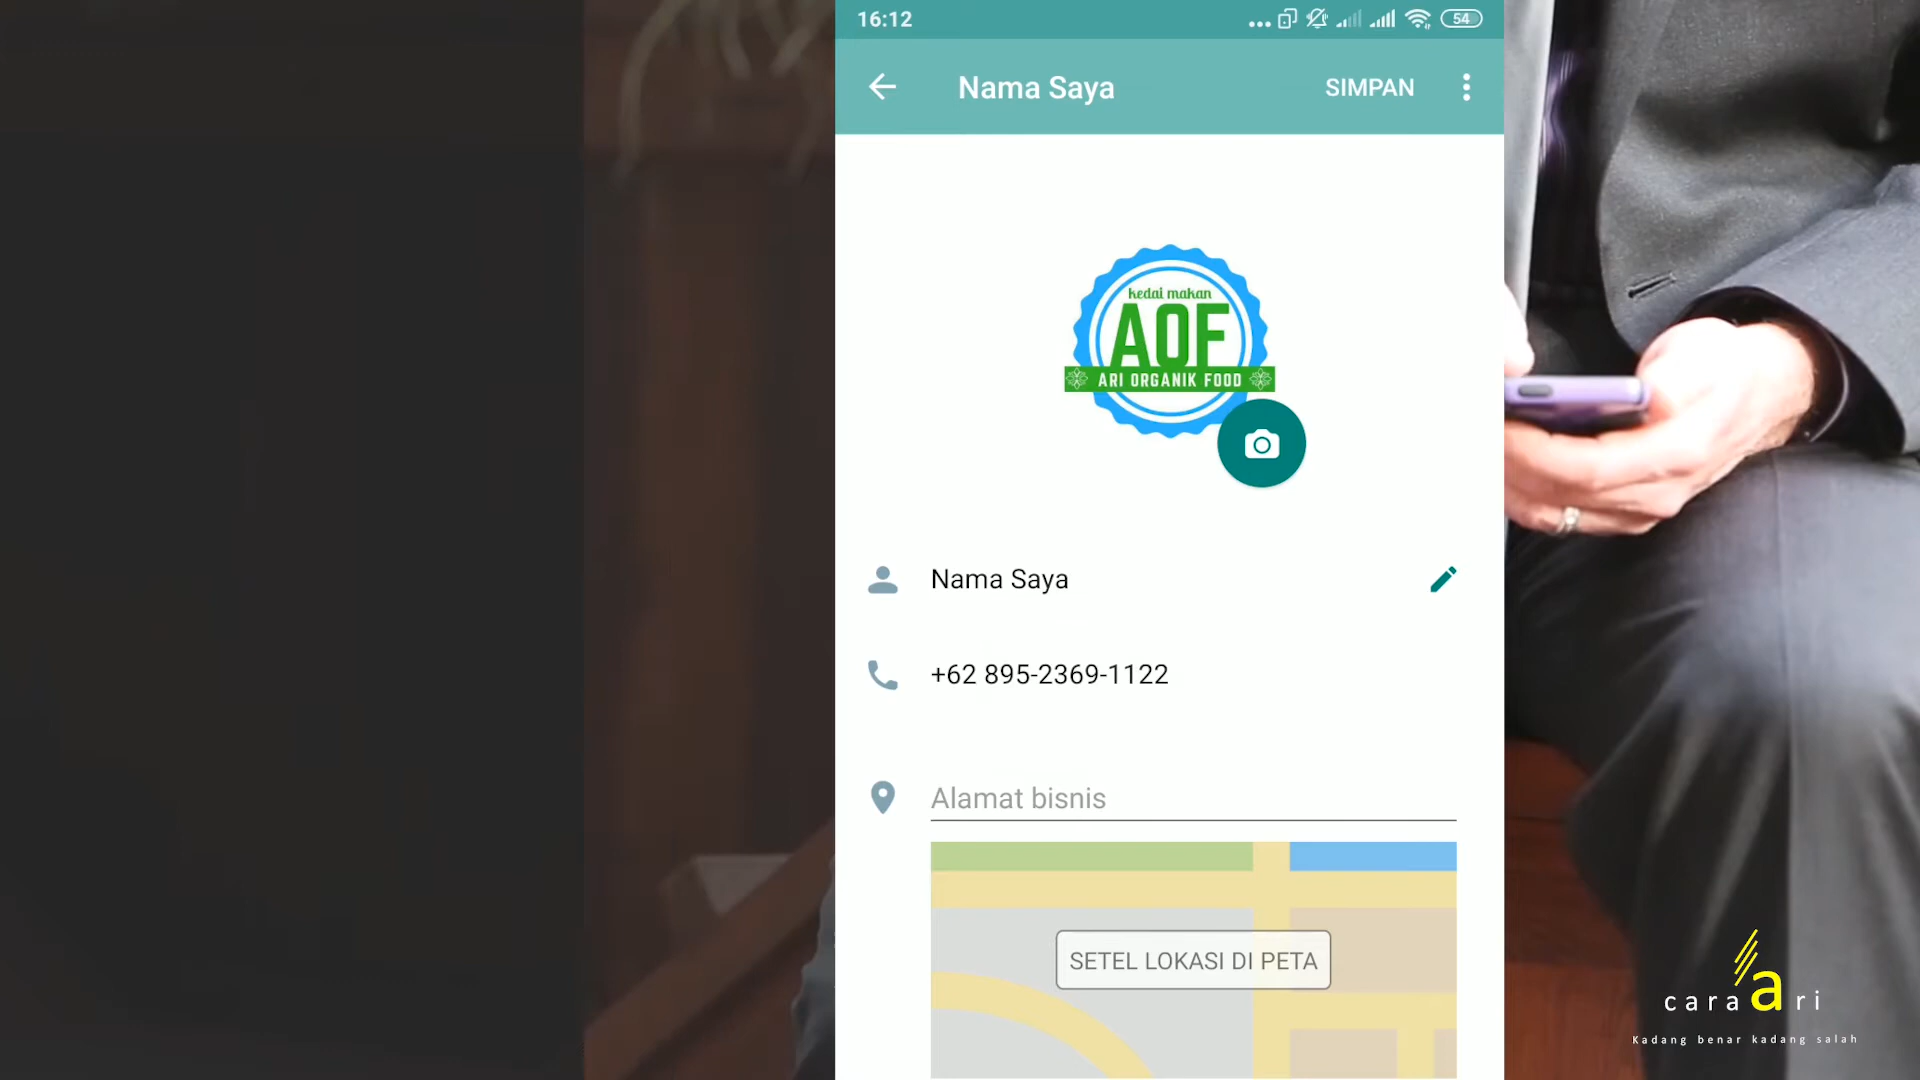 16:12
54
Nama Saya
SIMPAN
kedai makan
AOF
ARI ORGANIK FOOD
Nama Saya
+62 895-2369-1122
Alamat bisnis
SETEL LOKASI DI PETA
cara ari
Kadang benar kadang salah